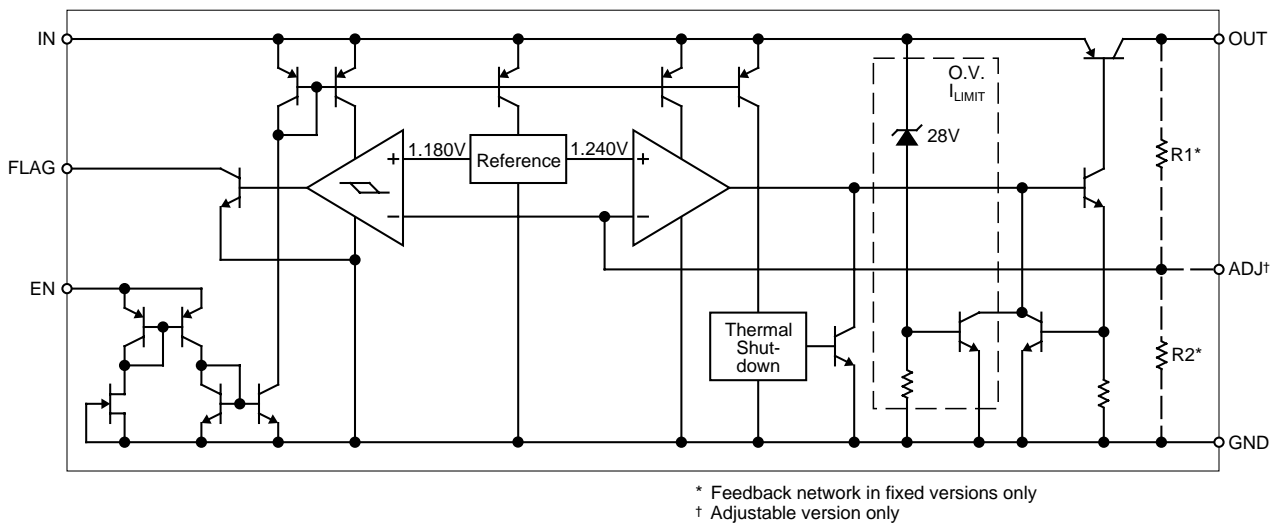 IN
OUT
O.V.
ILIMIT
28V
1.180V
Reference
1.240V
R1*
FLAG
+
+
−
−
ADJ†
EN
Thermal
Shut-
down
R2*
GND
* Feedback network in fixed versions only
† Adjustable version only